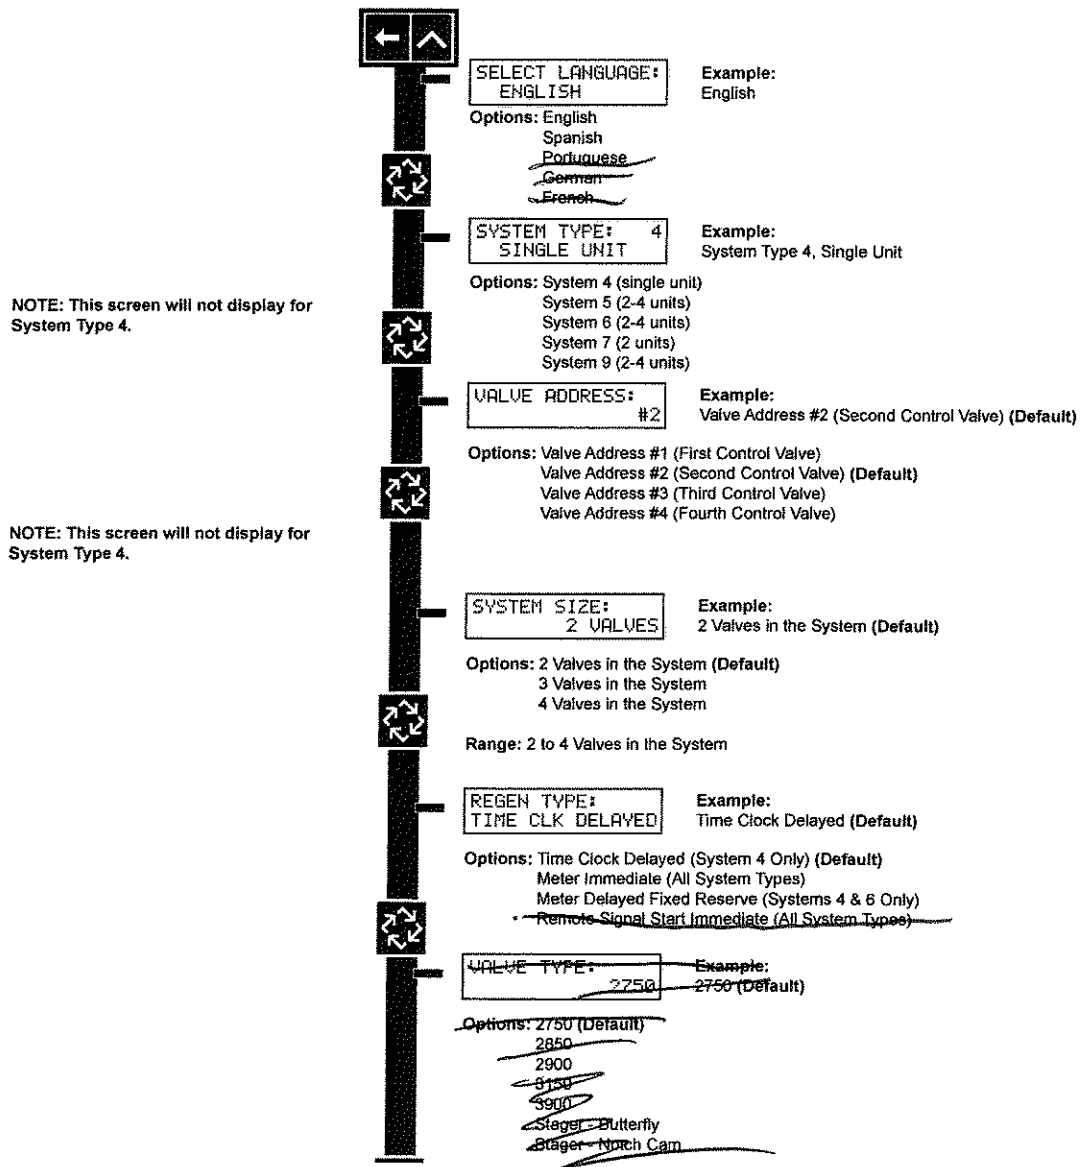 SELECT LANGUAGE:
ENGLISH
Example:
English
Options: English
Spanish
Portuguese
German
French
SYSTEM TYPE: 4
SINGLE UNIT
Example:
System Type 4, Single Unit
Options: System 4 (single unit)
System 5 (2-4 units)
System 6 (2-4 units)
System 7 (2 units)
System 9 (2-4 units)
NOTE: This screen will not display for
System Type 4.
VALVE ADDRESS:
#2
Example:
Valve Address #2 (Second Control Valve) (Default)
Options: Valve Address #1 (First Control Valve)
Valve Address #2 (Second Control Valve) (Default)
Valve Address #3 (Third Control Valve)
Valve Address #4 (Fourth Control Valve)
NOTE: This screen will not display for
System Type 4.
SYSTEM SIZE:
2 VALVES
Example:
2 Valves in the System (Default)
Options: 2 Valves in the System (Default)
3 Valves in the System
4 Valves in the System
Range: 2 to 4 Valves in the System
REGEN TYPE:
TIME CLK DELAYED
Example:
Time Clock Delayed (Default)
Options: Time Clock Delayed (System 4 Only) (Default)
Meter Immediate (All System Types)
Meter Delayed Fixed Reserve (Systems 4 & 6 Only)
Remote Signal Start Immediate (All System Types)
VALVE TYPE:
2750
Example:
2750 (Default)
Options: 2750 (Default)
2850
2900
3150
3900
Stager - Butterfly
Stager - Notch Cam